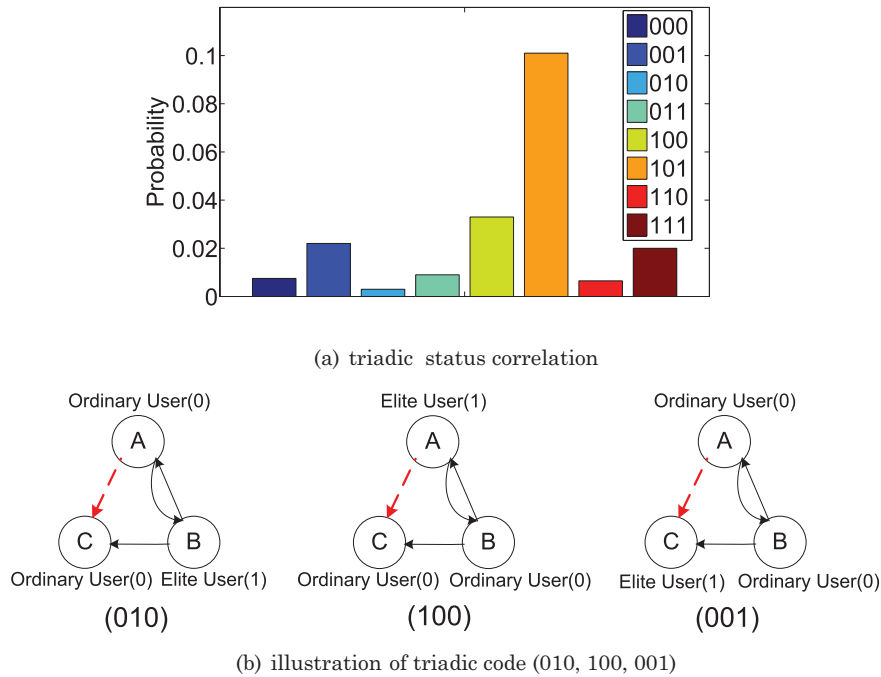 Probability
0.1
0.08
0.06
0.04
0.02
0
000
001
010
011
100
101
110
111
(a) triadic status correlation
Ordinary User(0)
A
C
B
Ordinary User(0) Elite User(1)
(010)
Elite User(1)
A
C
B
Ordinary User(0) Ordinary User(0)
(100)
Ordinary User(0)
A
C
B
Elite User(1) Ordinary User(0)
(001)
(b) illustration of triadic code (010, 100, 001)